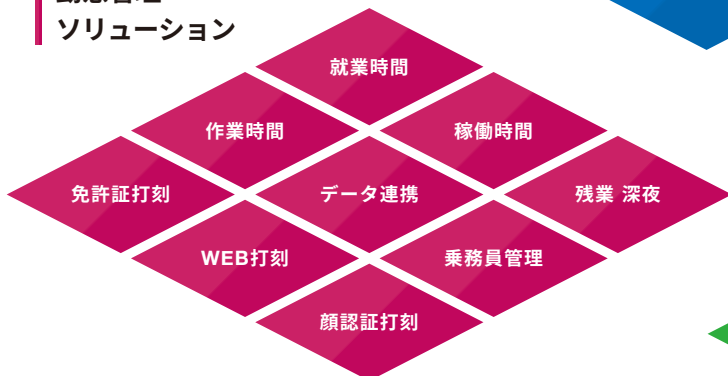 ソリューション
就業時間
作業時間
稼働時間
免許証打刻
データ連携
残業 深夜
WEB打刻
乗務員管理
顔認証打刻